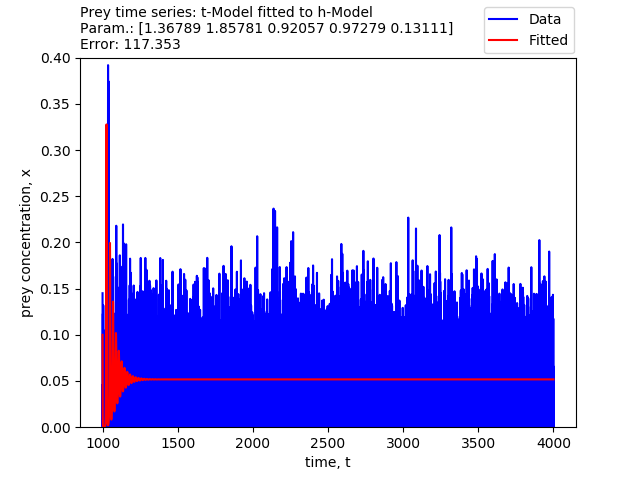 Prey time series: t-Model fitted to h-Model
Param.: [1.36789 1.85781 0.92057 0.97279 0.13111]
Error: 117.353
Data
Fitted
0.40
0.35
0.30
0.25
0.20
0.15
0.10
0.05
0.00
prey concentration, x
1000
1500
2000
2500
3000
3500
4000
time, t